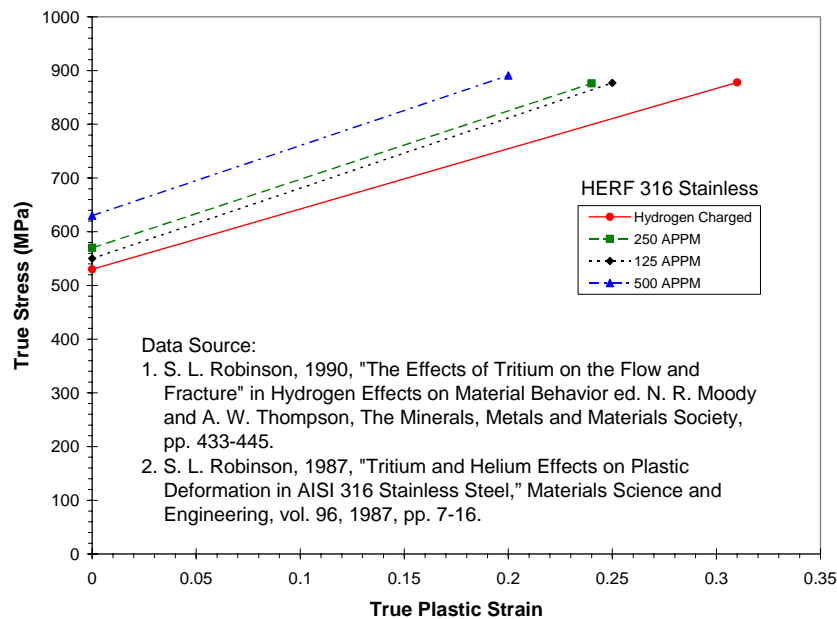 1000
900
800
700
600
500
400
300
200
100
0
True Stress (MPa)
HERF 316 Stainless
Hydrogen Charged
250 APPM
125 APPM
500 APPM
Data Source:
1. S. L. Robinson, 1990, "The Effects of Tritium on the Flow and
Fracture" in Hydrogen Effects on Material Behavior ed. N. R. Moody
and A. W. Thompson, The Minerals, Metals and Materials Society,
pp. 433-445.
2. S. L. Robinson, 1987, "Tritium and Helium Effects on Plastic
Deformation in AISI 316 Stainless Steel,” Materials Science and
Engineering, vol. 96, 1987, pp. 7-16.
0 0.05 0.1 0.15 0.2 0.25 0.3 0.35
True Plastic Strain